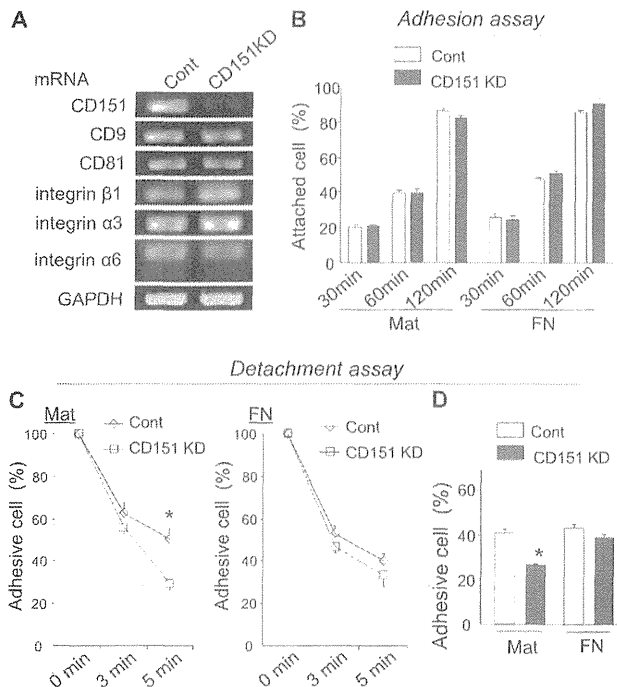 A
mRNA
Cont
CD151KD
CD151
CD9
CD81
integrin β1
integrin α3
integrin α6
GAPDH
B
Adhesion assay
Cont
CD151 KD
Attached cell (%)
100
80
60
40
20
0
30min
60min
120min
30min
60min
120min
Mat
FN
Detachment assay
C
Mat
Cont
CD151 KD
Adhesive cell (%)
100
80
60
40
20
0
*
0 min
3 min
5 min
FN
Cont
CD151 KD
Adhesive cell (%)
100
80
60
40
20
0
0 min
3 min
5 min
D
Cont
CD151 KD
Adhesive cell (%)
60
40
20
0
*
Mat
FN